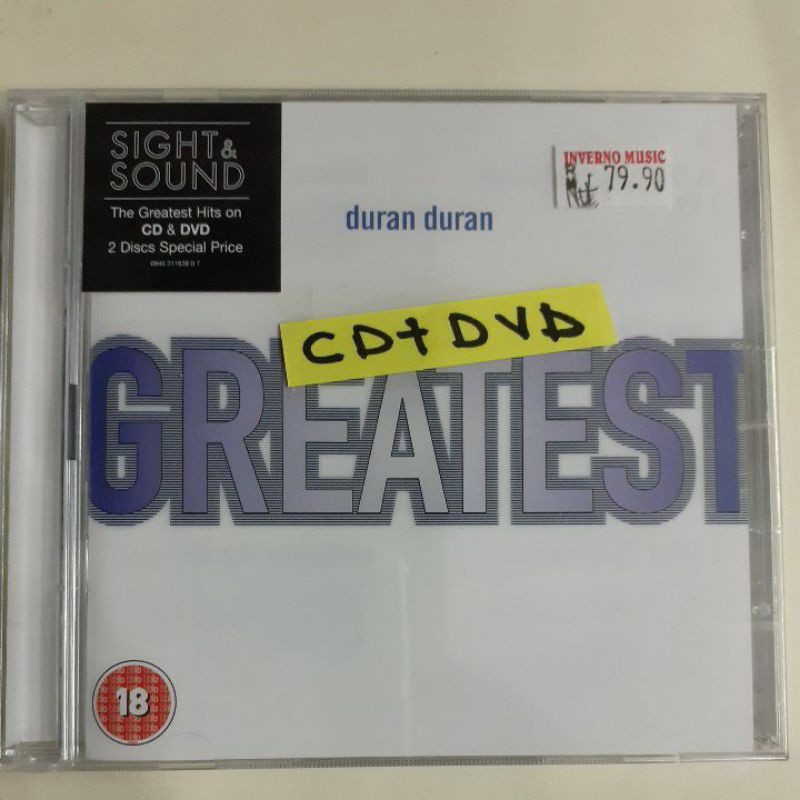 SIGHT&
SOUND
The Greatest Hits on
CD & DVD
2 Discs Special Price
INVERNO MUSIC
79.90
duran duran
CD+DVD
GREATEST
18